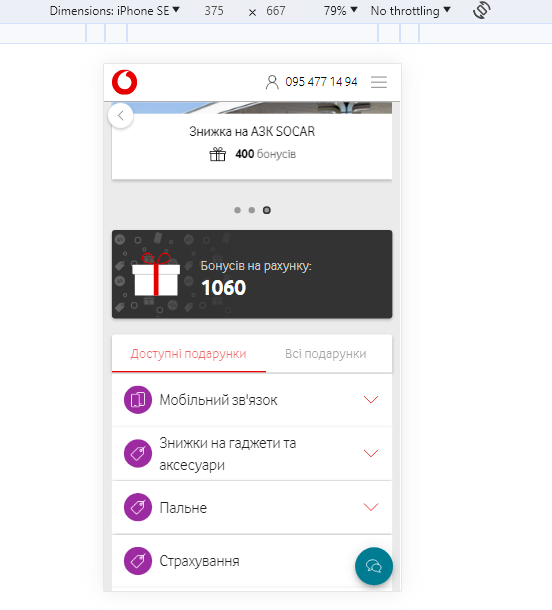 Dimensions: iPhone SE 375 × 667 79% No throttling
095 477 14 94
Знижка на АЗК SOCAR
400 бонусів
Бонусів на рахунку:
1060
Доступні подарунки Всі подарунки
Мобільний зв'язок
Знижки на гаджети та
аксесуари
Пальне
Страхування